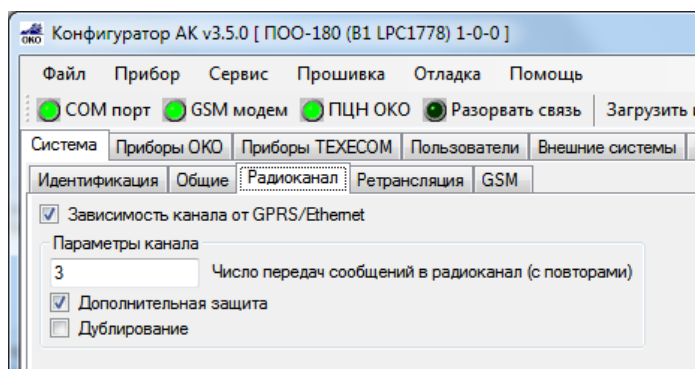 ОКО Конфигуратор АК v3.5.0 [ ПОО-180 (В1 LPC1778) 1-0-0 ]
Файл Прибор Сервис Прошивка Отладка Помощь
COM порт GSM модем ПЦН ОКО Разорвать связь Загрузить
Система Приборы ОКО Приборы TEXECOM Пользователи Внешние системы
Идентификация Общие Радиоканал Ретрансляция GSM
Зависимость канала от GPRS/Ethernet
Параметры канала
3 Число передач сообщений в радиоканал (с повторами)
Дополнительная защита
Дублирование